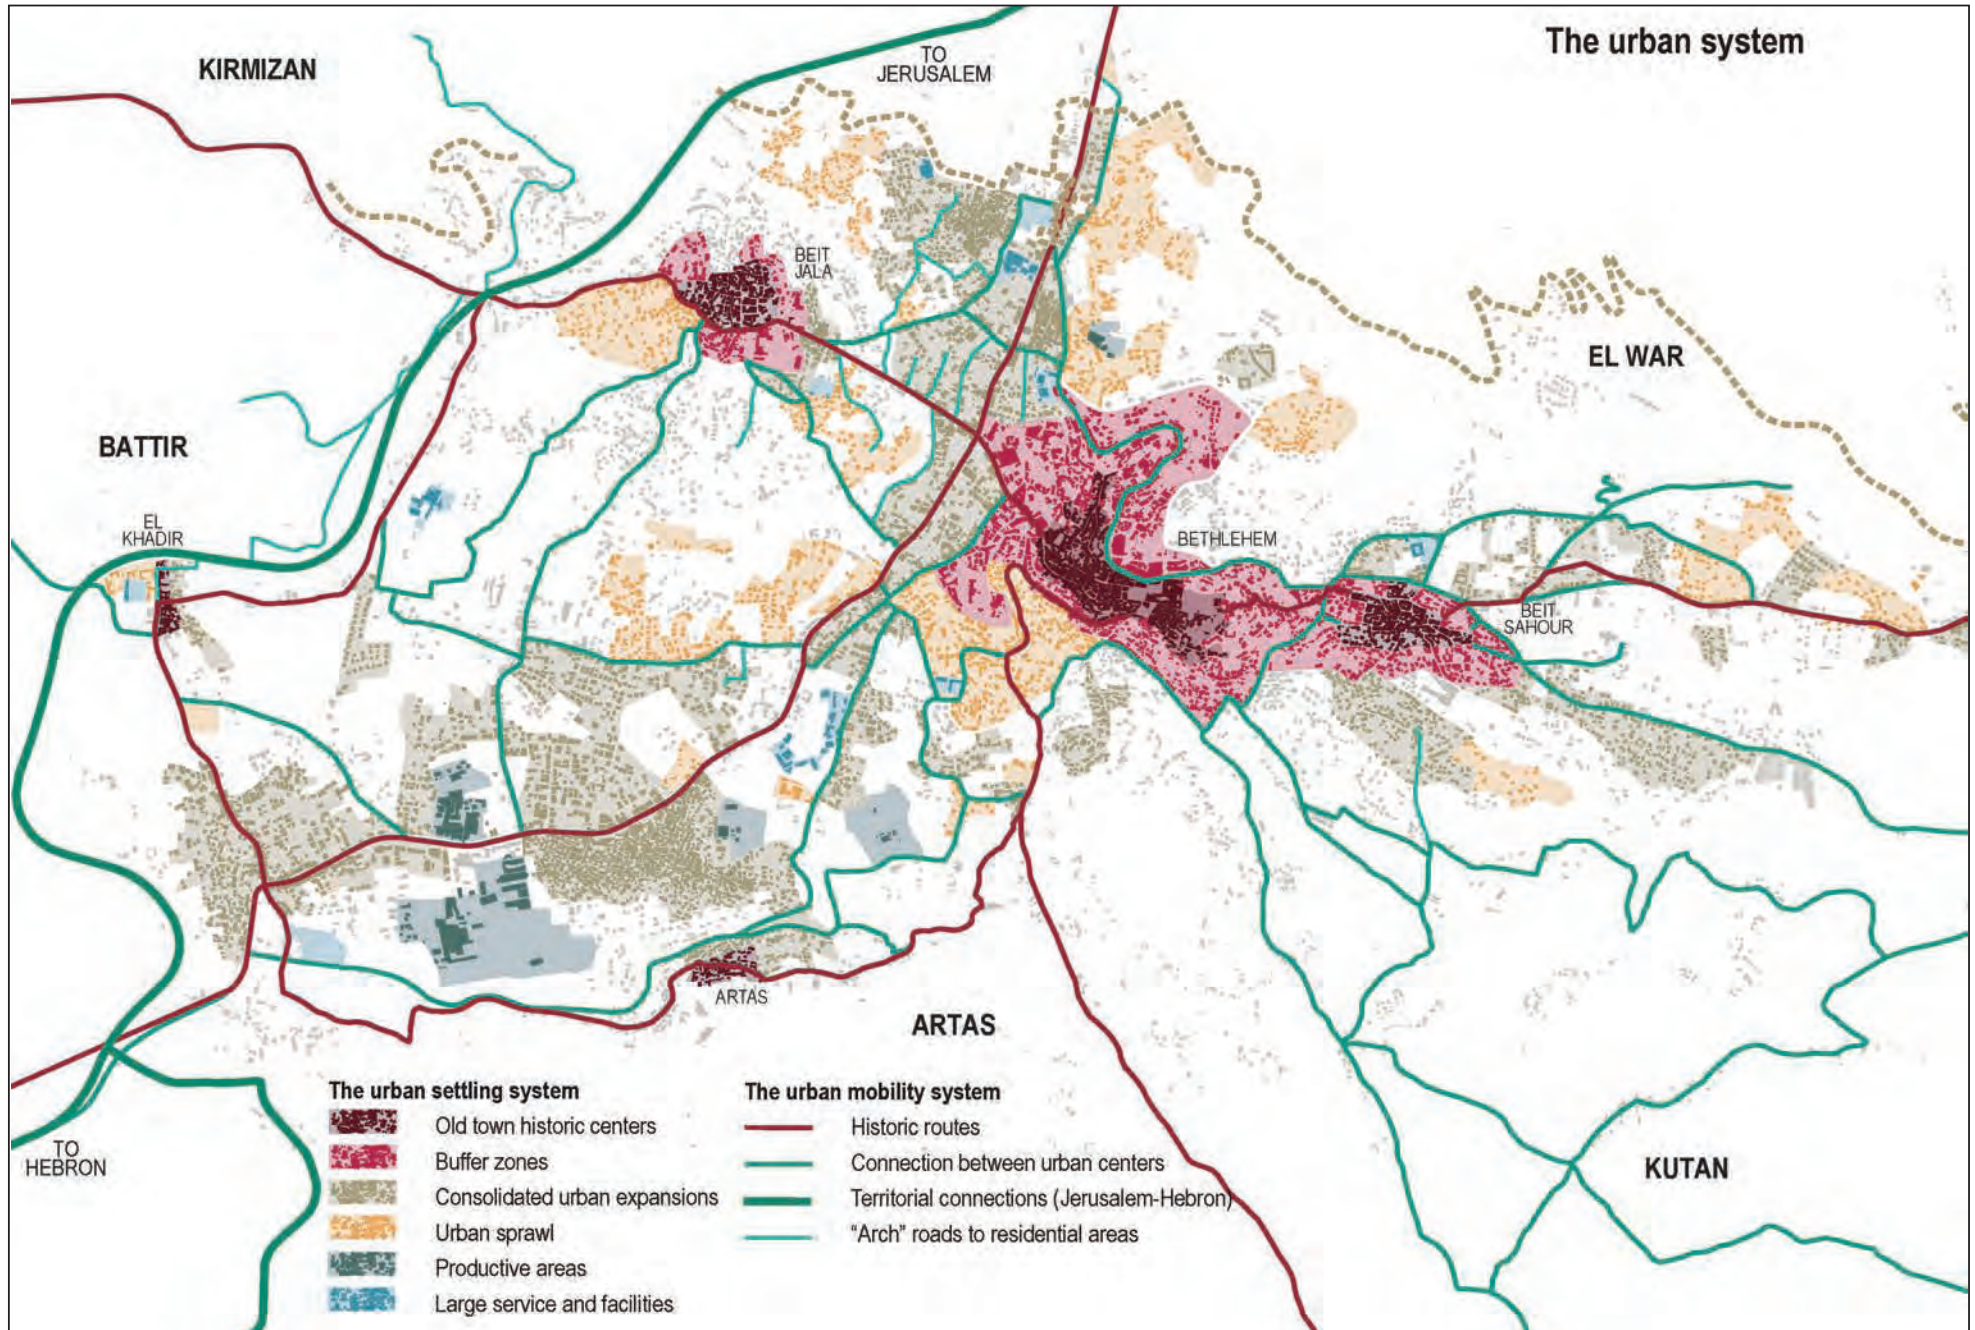 The urban system
KIRMIZAN
TO
JERUSALEM
BEIT
JALA
EL WAR
BATTIR
EL
KHADIR
BETHLEHEM
BEIT
SAHOUR
ARTAS
ARTAS
TO
HEBRON
KUTAN
The urban settling system
Old town historic centers
Buffer zones
Consolidated urban expansions
Urban sprawl
Productive areas
Large service and facilities
The urban mobility system
Historic routes
Connection between urban centers
Territorial connections (Jerusalem-Hebron)
“Arch” roads to residential areas